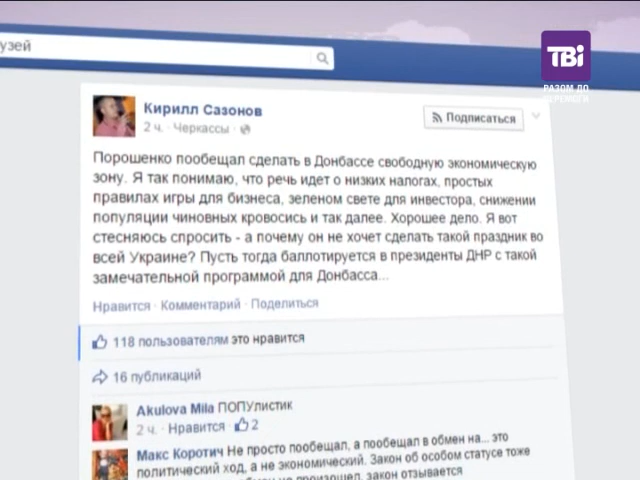 узей
ТВі
РАЗОМ ДО
ПЕРЕМОГИ
Кирилл Сазонов
2 ч. · Черкассы ·
Подписаться
Порошенко пообещал сделать в Донбассе свободную экономическую
зону. Я так понимаю, что речь идет о низких налогах, простых
правилах игры для бизнеса, зеленом свете для инвестора, снижении
популяции чиновных кровосись и так далее. Хорошее дело. Я вот
стесняюсь спросить - а почему он не хочет сделать такой праздник во
всей Украине? Пусть тогда баллотируется в президенты ДНР с такой
замечательной программой для Донбасса...
Нравится · Комментарий · Поделиться
118 пользователям это нравится
16 публикаций
Akulova Mila ПОПУлистик
2 ч. · Нравится · 2
Макс Коротич Не просто пообещал, а пообещал в обмен на... это
политический ход, а не экономический. Закон об особом статусе тоже
не произошел, закон отзывается